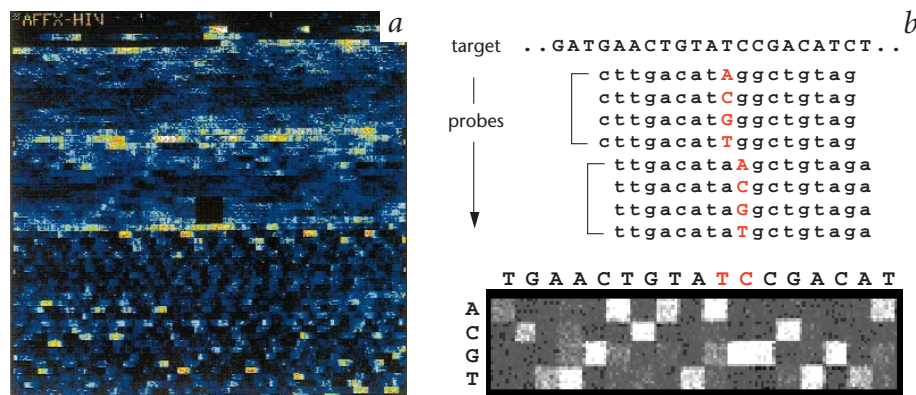 AFFX-HIV
a
b
target ..GATGAACTGTATCCGACATCT..
cttgacatAggctgtag
cttgacatCggctgtag
probes
cttgacatGggctgtag
cttgacatTggctgtag
ttgacataAgctgtaga
ttgacataCgctgtaga
ttgacataGgctgtaga
ttgacataTgctgtaga
TGAACTGTATCCGACAT
A
C
G
T